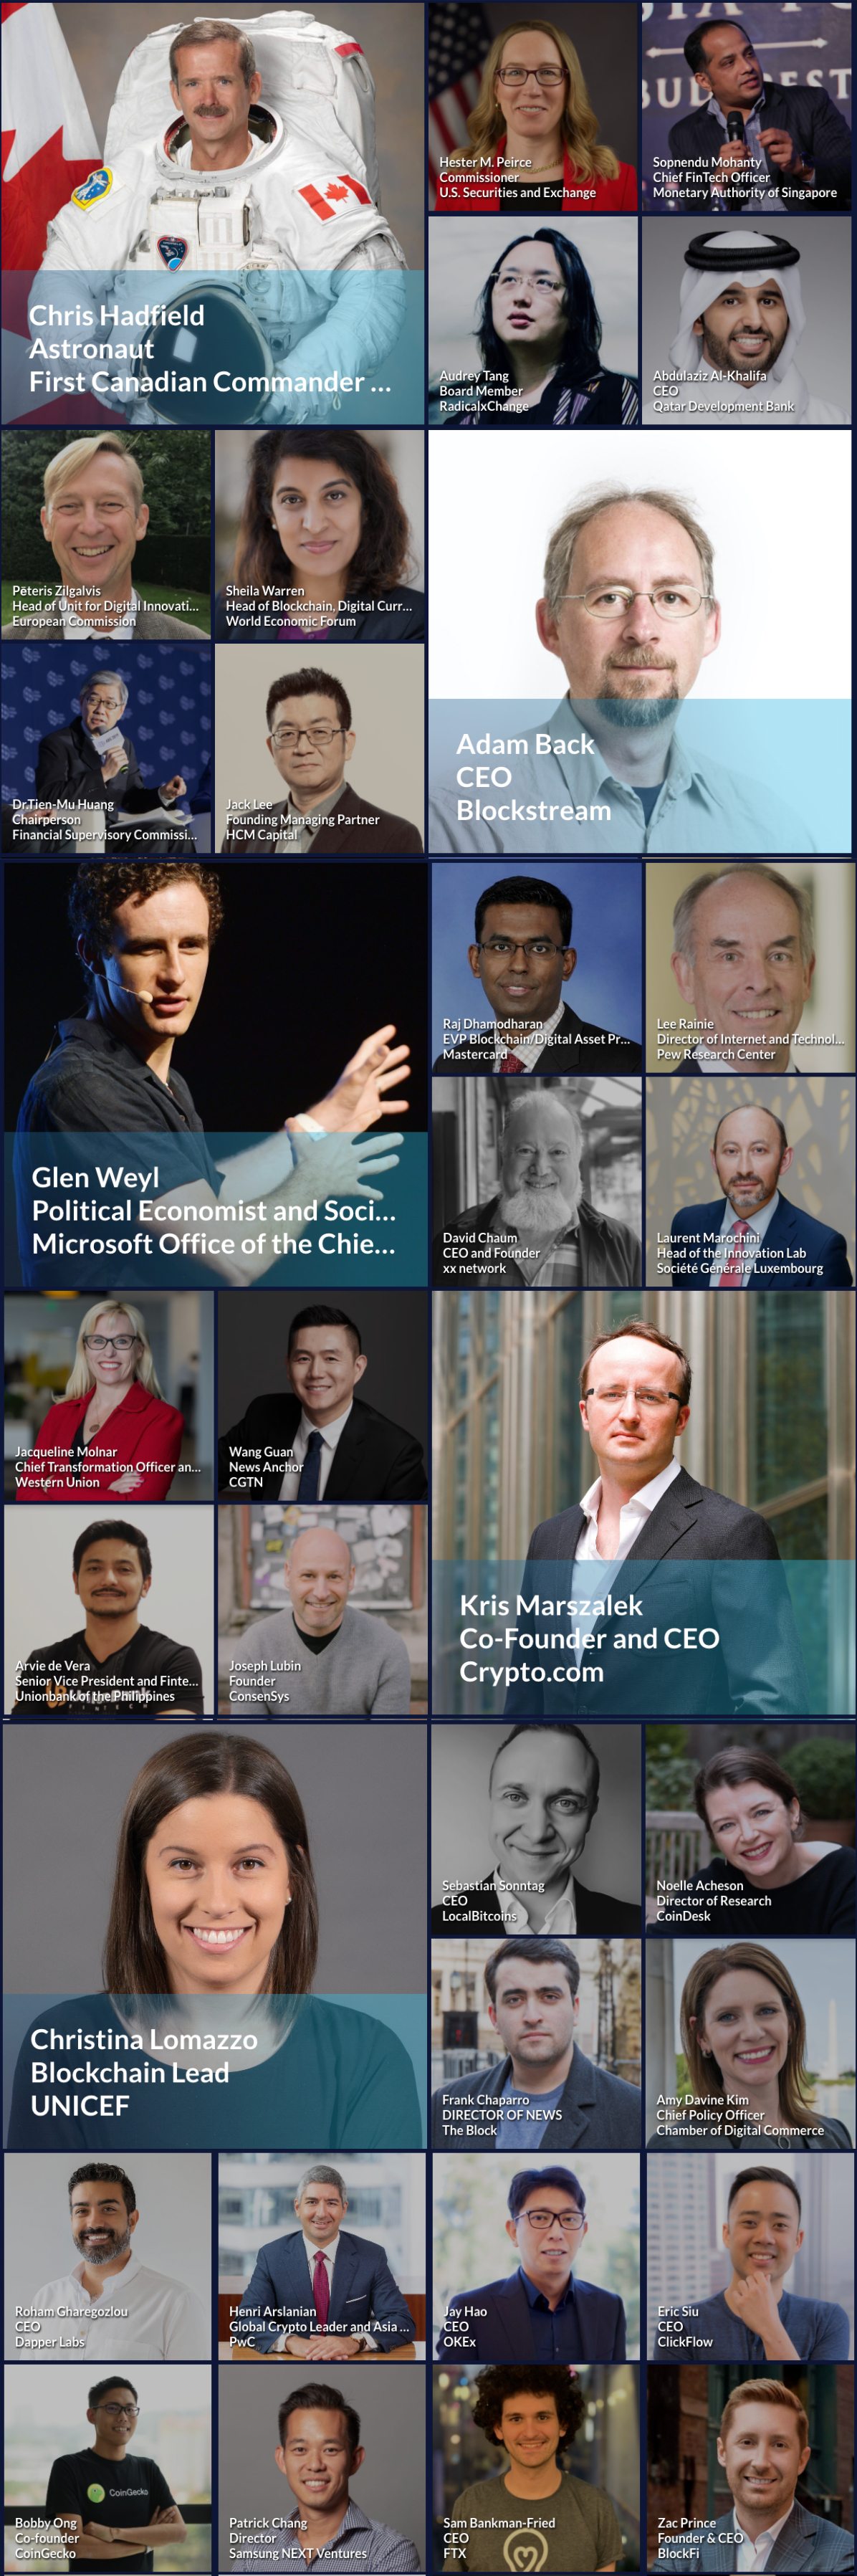 Chris Hadfield
Astronaut
First Canadian Commander ...
Hester M. Peirce
Commissioner
U.S. Securities and Exchange
BUDAPEST
Sopnendu Mohanty
Chief FinTech Officer
Monetary Authority of Singapore
Audrey Tang
Board Member
RadicalxChange
Abdulaziz Al-Khalifa
CEO
Qatar Development Bank
Pēteris Zilgalvis
Head of Unit for Digital Innovati...
European Commission
Sheila Warren
Head of Blockchain, Digital Curr...
World Economic Forum
Dr.Tien-Mu Huang
Chairperson
Financial Supervisory Commissi...
Jack Lee
Founding Managing Partner
HCM Capital
Adam Back
CEO
Blockstream
Glen Weyl
Political Economist and Soci...
Microsoft Office of the Chie...
Raj Dhamodharan
EVP Blockchain/Digital Asset Pr...
Mastercard
Lee Rainie
Director of Internet and Technol...
Pew Research Center
David Chaum
CEO and Founder
xx network
Laurent Marochini
Head of the Innovation Lab
Société Générale Luxembourg
Jacqueline Molnar
Chief Transformation Officer an...
Western Union
Wang Guan
News Anchor
CGTN
Arvie de Vera
Senior Vice President and Finte...
Unionbank of the Philippines
FINTECH
Joseph Lubin
Founder
ConsenSys
Kris Marszalek
Co-Founder and CEO
Crypto.com
Christina Lomazzo
Blockchain Lead
UNICEF
Sebastian Sonntag
CEO
LocalBitcoins
Noelle Acheson
Director of Research
CoinDesk
Frank Chaparro
DIRECTOR OF NEWS
The Block
Amy Davine Kim
Chief Policy Officer
Chamber of Digital Commerce
Roham Gharegozlou
CEO
Dapper Labs
Henri Arslanian
Global Crypto Leader and Asia ...
PwC
Jay Hao
CEO
OKEx
Eric Siu
CEO
ClickFlow
CoinGecko
Bobby Ong
Co-founder
CoinGecko
Patrick Chang
Director
Samsung NEXT Ventures
Sam Bankman-Fried
CEO
FTX
Zac Prince
Founder & CEO
BlockFi